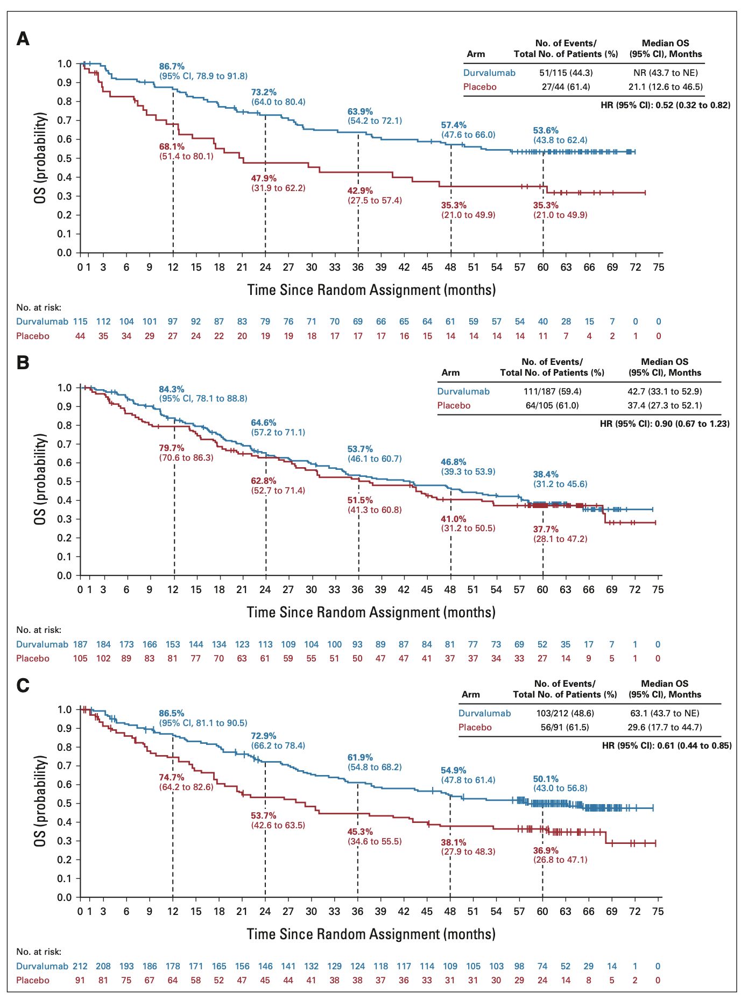 A
No. of Events/ Median OS
Arm Total No. of Patients (%) (95% CI), Months
Durvalumab 51/115 (44.3) NR (43.7 to NE)
Placebo 27/44 (61.4) 21.1 (12.6 to 46.5)
HR (95% CI): 0.52 (0.32 to 0.82)
OS (probability)
1.0
0.9
0.8
0.7
0.6
0.5
0.4
0.3
0.2
0.1
0.0
86.7%
(95% CI, 78.9 to 91.8)
73.2%
(64.0 to 80.4)
63.9%
(54.2 to 72.1)
57.4%
(47.6 to 66.0)
53.6%
(43.8 to 62.4)
68.1%
(51.4 to 80.1)
47.9%
(31.9 to 62.2)
42.9%
(27.5 to 57.4)
35.3%
(21.0 to 49.9)
35.3%
(21.0 to 49.9)
0 1 3 6 9 12 15 18 21 24 27 30 33 36 39 42 45 48 51 54 57 60 63 66 69 72 75
Time Since Random Assignment (months)
No. at risk:
Durvalumab 115 112 104 101 97 92 87 83 79 76 71 70 69 66 65 64 61 59 57 54 40 28 15 7 0 0
Placebo 44 35 34 29 27 24 22 20 19 19 18 17 17 17 16 15 14 14 14 14 11 7 4 2 1 0
B
No. of Events/ Median OS
Arm Total No. of Patients (%) (95% CI), Months
Durvalumab 111/187 (59.4) 42.7 (33.1 to 52.9)
Placebo 64/105 (61.0) 37.4 (27.3 to 52.1)
HR (95% CI): 0.90 (0.67 to 1.23)
OS (probability)
1.0
0.9
0.8
0.7
0.6
0.5
0.4
0.3
0.2
0.1
0.0
84.3%
(95% CI, 78.1 to 88.8)
64.6%
(57.2 to 71.1)
53.7%
(46.1 to 60.7)
46.8%
(39.3 to 53.9)
38.4%
(31.2 to 45.6)
79.7%
(70.6 to 86.3)
62.8%
(52.7 to 71.4)
51.5%
(41.3 to 60.8)
41.0%
(31.2 to 50.5)
37.7%
(28.1 to 47.2)
0 1 3 6 9 12 15 18 21 24 27 30 33 36 39 42 45 48 51 54 57 60 63 66 69 72 75
Time Since Random Assignment (months)
No. at risk:
Durvalumab 187 184 173 166 153 144 134 123 113 109 104 100 93 89 87 84 81 77 73 69 52 35 17 7 1 0
Placebo 105 102 89 83 81 77 70 63 61 59 55 51 50 47 47 41 37 37 34 33 27 14 9 5 1 0
C
No. of Events/ Median OS
Arm Total No. of Patients (%) (95% CI), Months
Durvalumab 103/212 (48.6) 63.1 (43.7 to NE)
Placebo 56/91 (61.5) 29.6 (17.7 to 44.7)
HR (95% CI): 0.61 (0.44 to 0.85)
OS (probability)
1.0
0.9
0.8
0.7
0.6
0.5
0.4
0.3
0.2
0.1
0.0
86.5%
(95% CI, 81.1 to 90.5)
72.9%
(66.2 to 78.4)
61.9%
(54.8 to 68.2)
54.9%
(47.8 to 61.4)
50.1%
(43.0 to 56.8)
74.7%
(64.2 to 82.6)
53.7%
(42.6 to 63.5)
45.3%
(34.6 to 55.5)
38.1%
(27.9 to 48.3)
36.9%
(26.8 to 47.1)
0 1 3 6 9 12 15 18 21 24 27 30 33 36 39 42 45 48 51 54 57 60 63 66 69 72 75
Time Since Random Assignment (months)
No. at risk:
Durvalumab 212 208 193 186 178 171 165 156 146 141 132 129 124 118 117 114 109 105 103 98 74 52 29 14 1 0
Placebo 91 81 75 67 64 58 52 47 45 44 41 38 38 37 36 33 31 31 30 29 24 14 8 5 2 0